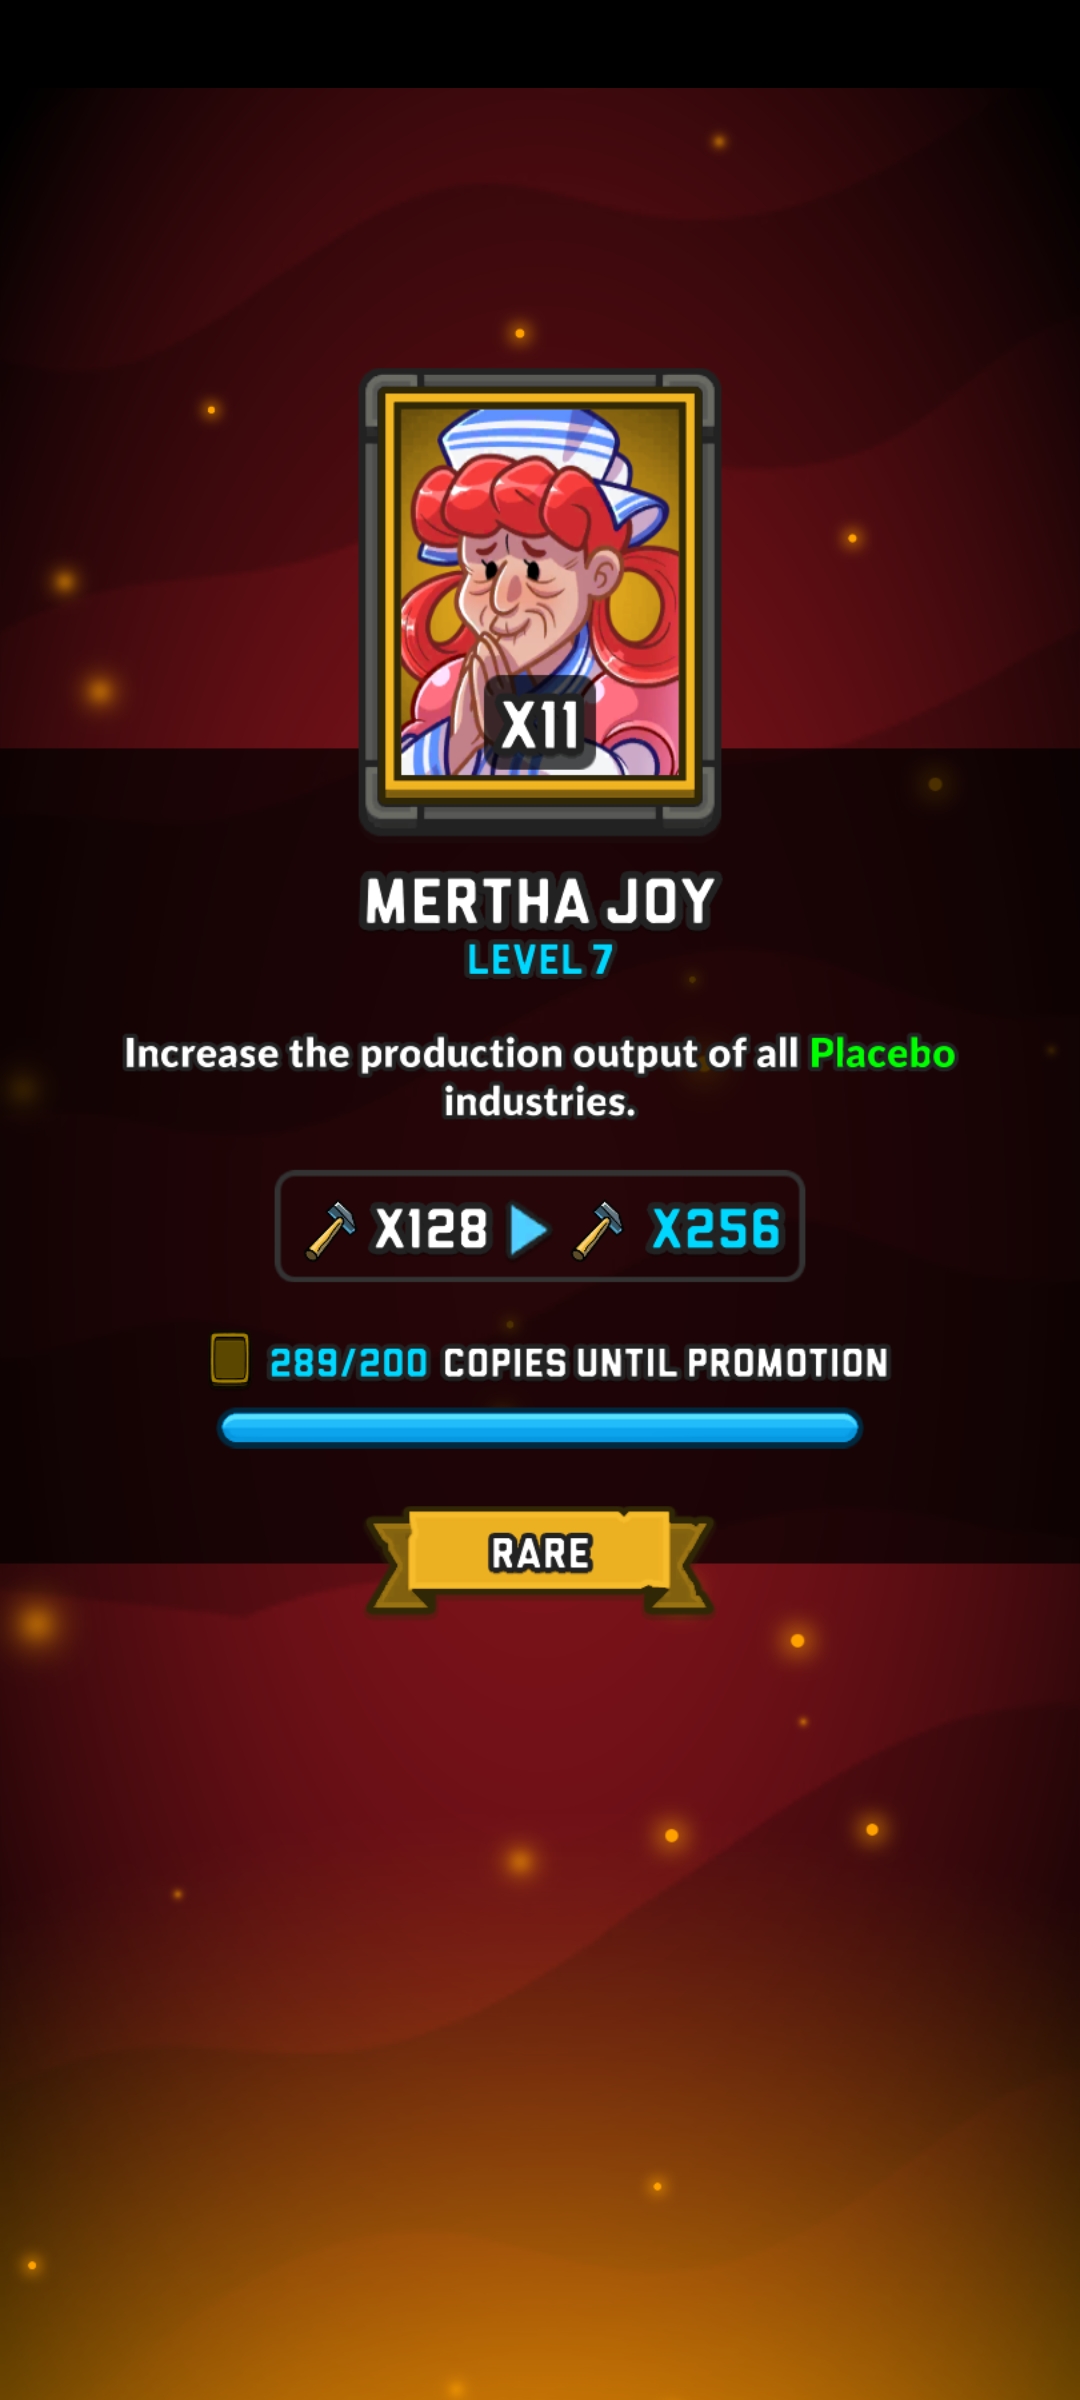 X11
MERTHA JOY
LEVEL 7
Increase the production output of all Placebo
industries.
X128 X256
289/200 COPIES UNTIL PROMOTION
RARE